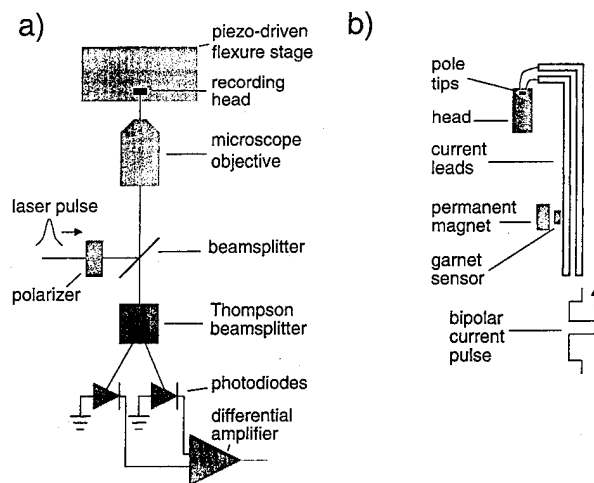 a)
piezo-driven
flexure stage
recording
head
microscope
objective
laser pulse
polarizer
beamsplitter
Thompson
beamsplitter
photodiodes
differential
amplifier
b)
pole
tips
head
current
leads
permanent
magnet
garnet
sensor
bipolar
current
pulse